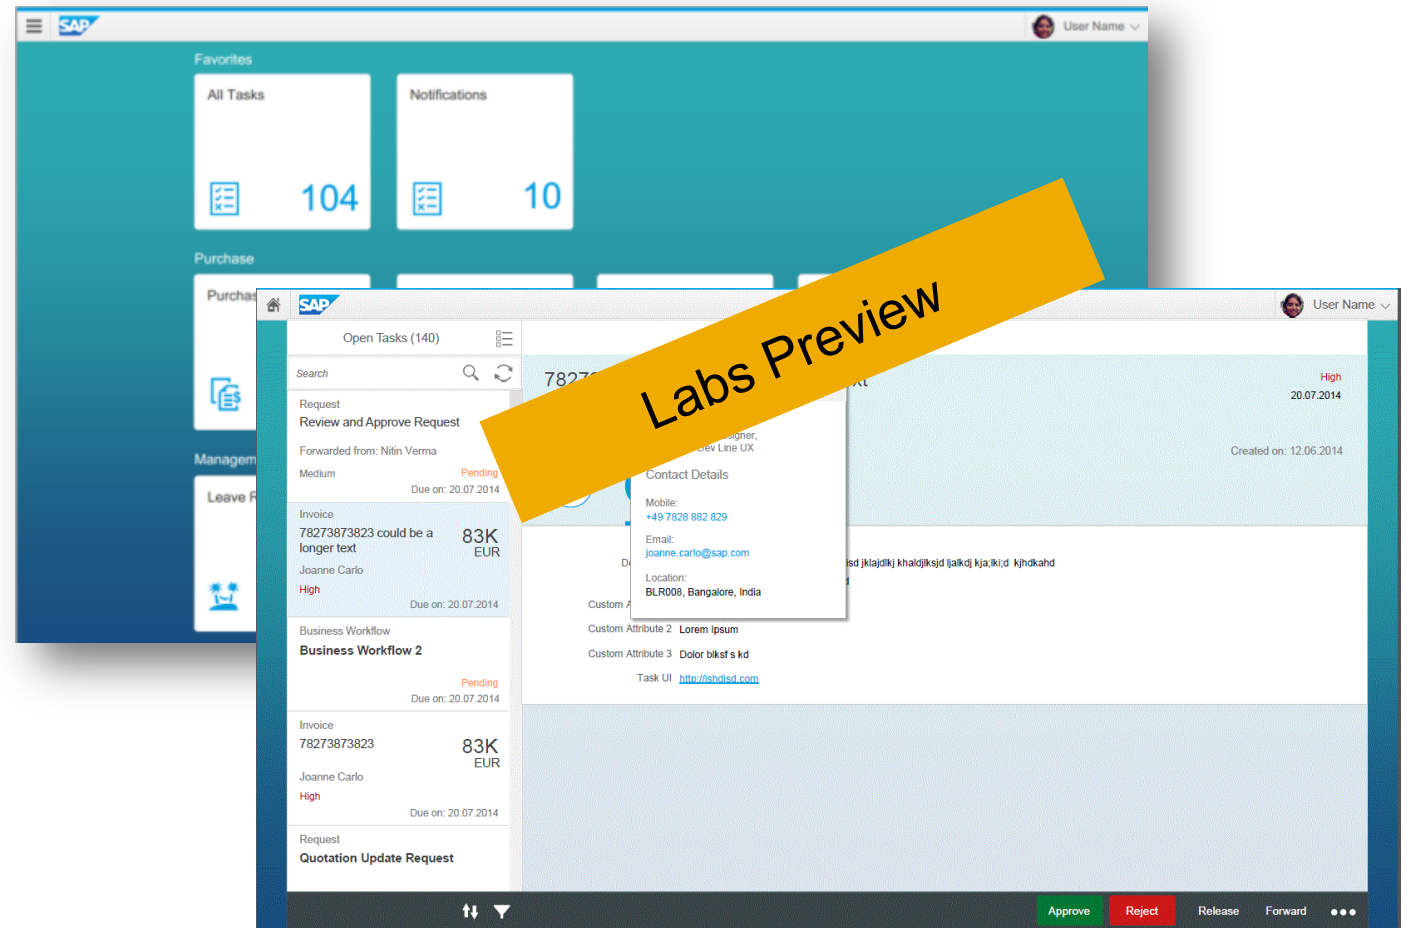 SAP
User Name
Favorites
All Tasks
Notifications
104
10
Purchase
Leave
SAP
User Name
Open Tasks (140)
Search
Request
Review and Approve Request
Forwarded from: Nitin Verma
Medium
Pending
Due on: 20.07.2014
Invoice
78273873823 could be a
longer text
83K
EUR
Joanne Carlo
High
Due on: 20.07.2014
Business Workflow
Business Workflow 2
Pending
Due on: 20.07.2014
Invoice
78273873823
83K
EUR
Joanne Carlo
High
Due on: 20.07.2014
Request
Quotation Update Request
Labs Preview
High
20.07.2014
Created on: 12.06.2014
Dev Line UX
Contact Details
Mobile:
+49 7828 882 829
Email:
joanne.carlo@sap.com
Location:
BLR008, Bangalore, India
jklajdlkj khaldjlksjd ljalkdj kja;lki;d kjhdkahd
Custom
Custom Attribute 2 Lorem Ipsum
Custom Attribute 3 Dolor blksf s kd
Task UI http://ishdisd.com
Approve
Reject
Release
Forward